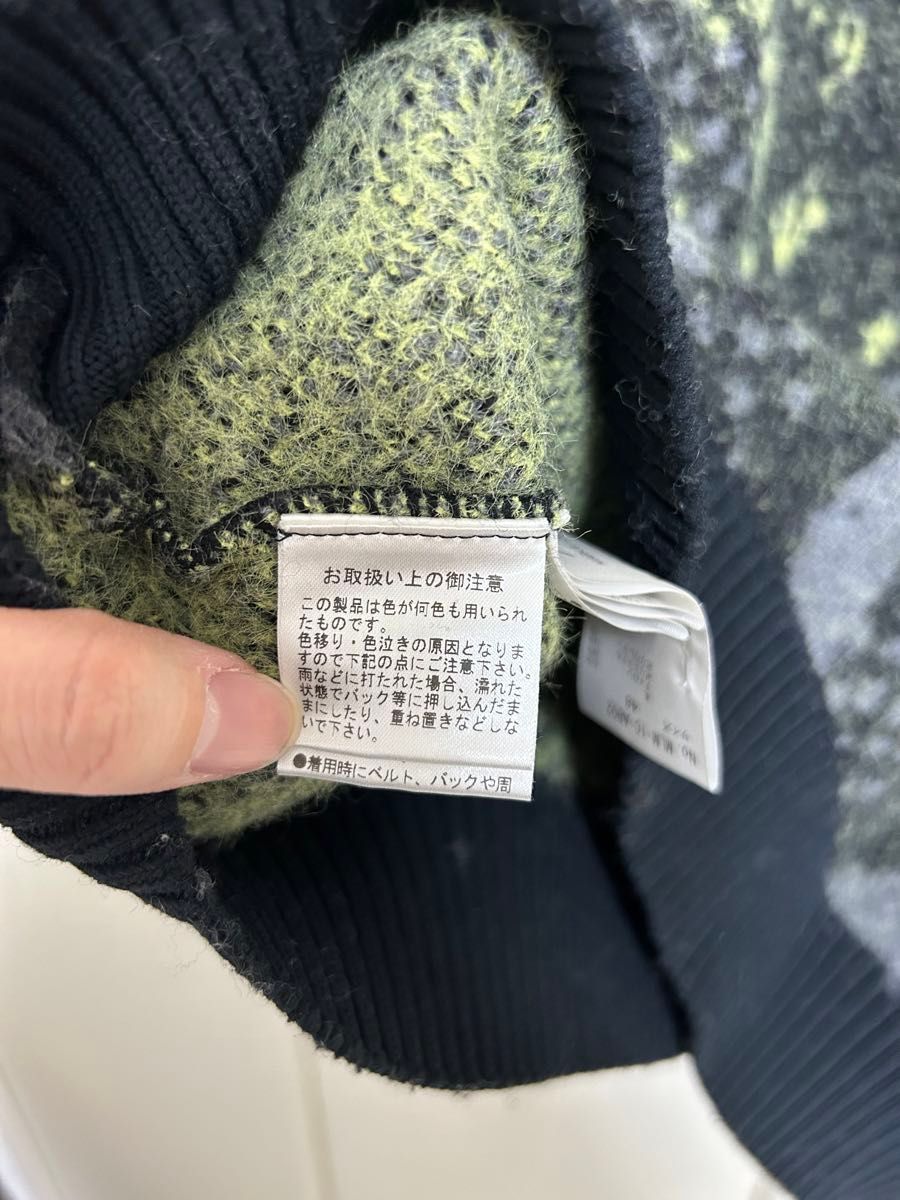 お取扱い上の御注意
この製品は色が何色も用いられ
たものです。
色移り・色泣きの原因となりま
すので下記の点にご注意下さい。
雨などに打たれた場合、濡れた
状態でバック等に押し込んだま
まにしたり、重ね置きなどしな
いで下さい。
●着用時にベルト、バックや周
サイズ 48